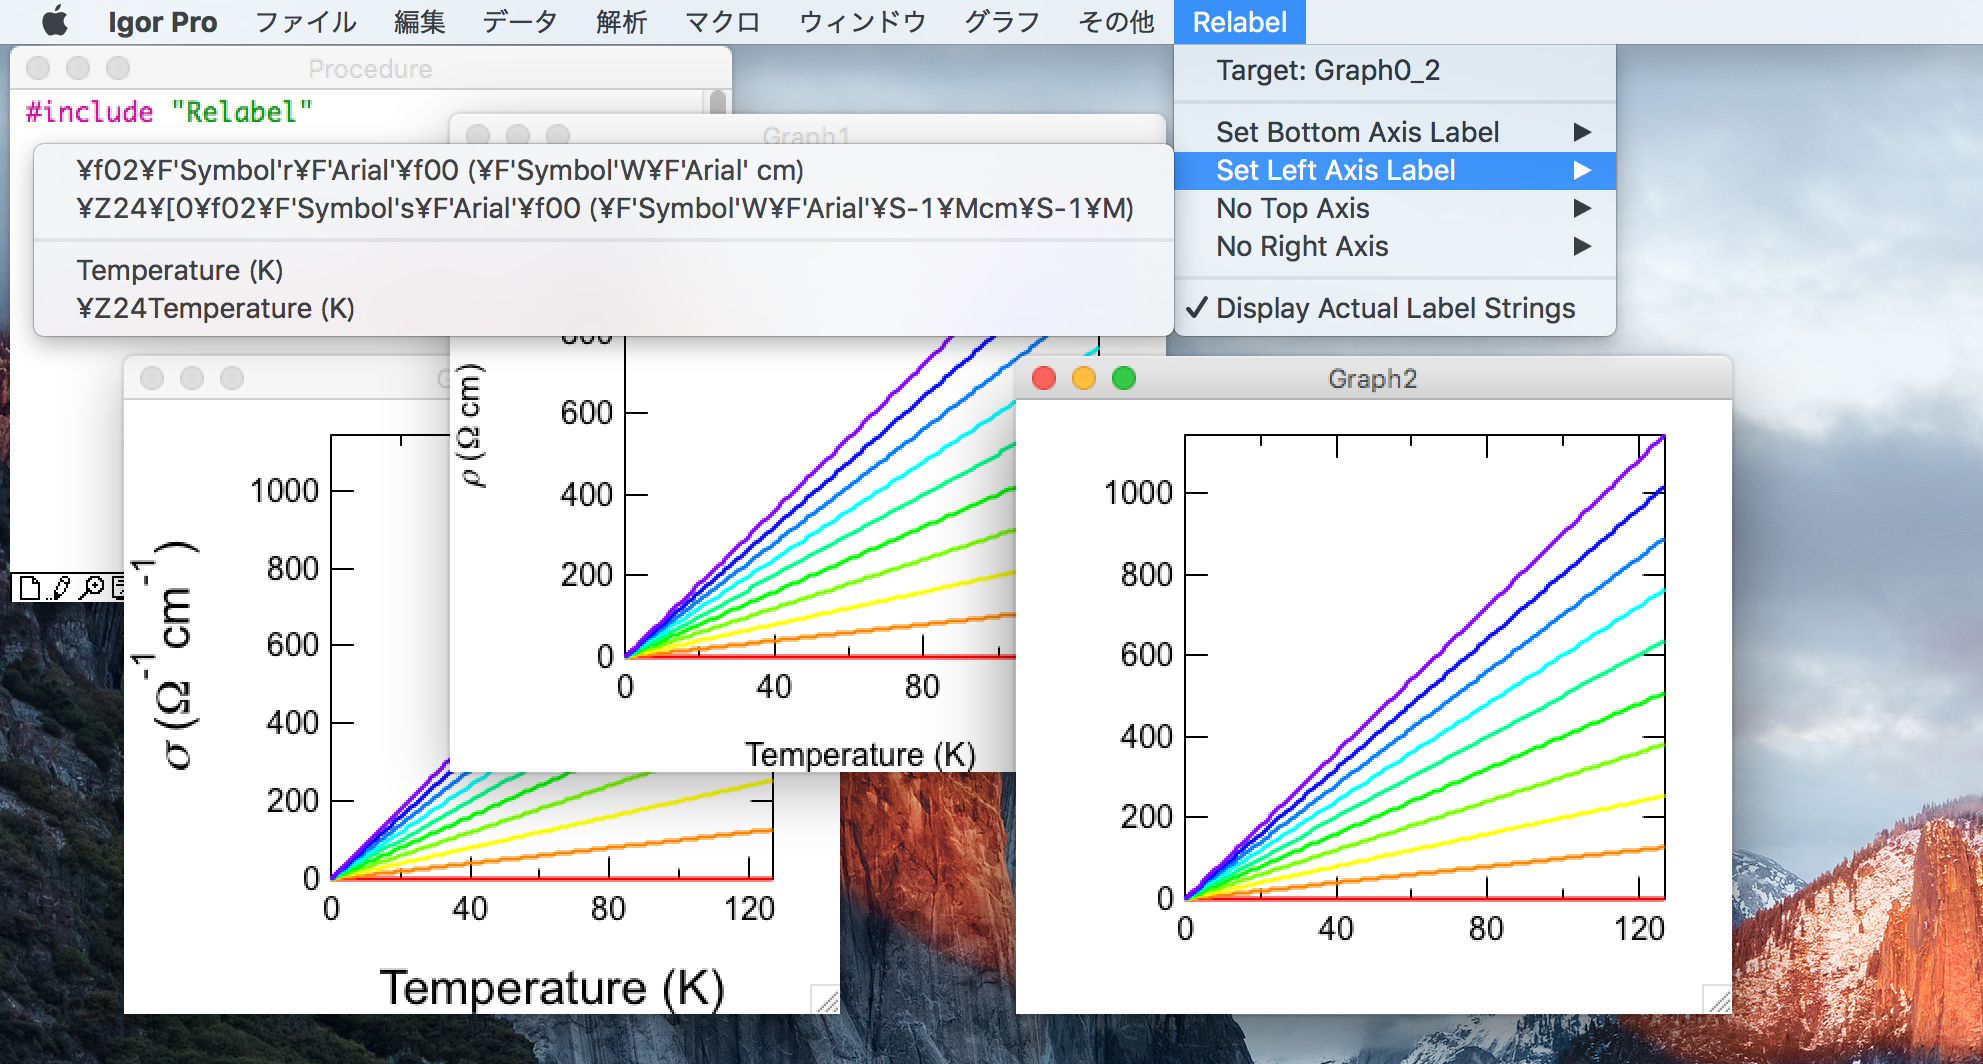 Igor Pro ファイル 編集 データ 解析 マクロ ウィンドウ グラフ その他 Relabel
Procedure
#include "Relabel"
Graph1
Target: Graph0_2
Set Bottom Axis Label
Set Left Axis Label
No Top Axis
No Right Axis
Display Actual Label Strings
¥f02¥F'Symbol'r¥F'Arial'¥f00 (¥F'Symbol'W¥F'Arial' cm)
¥Z24¥[0¥f02¥F'Symbol's¥F'Arial'¥f00 (¥F'Symbol'W¥F'Arial'¥S-1¥Mcm¥S-1¥M)
Temperature (K)
¥Z24Temperature (K)
800
600
400
200
0
0 40 80
ρ (Ω cm)
Temperature (K)
1000
800
600
400
200
0
0 40 80 120
σ (Ω⁻¹ cm⁻¹)
Temperature (K)
Graph2
1000
800
600
400
200
0
0 40 80 120